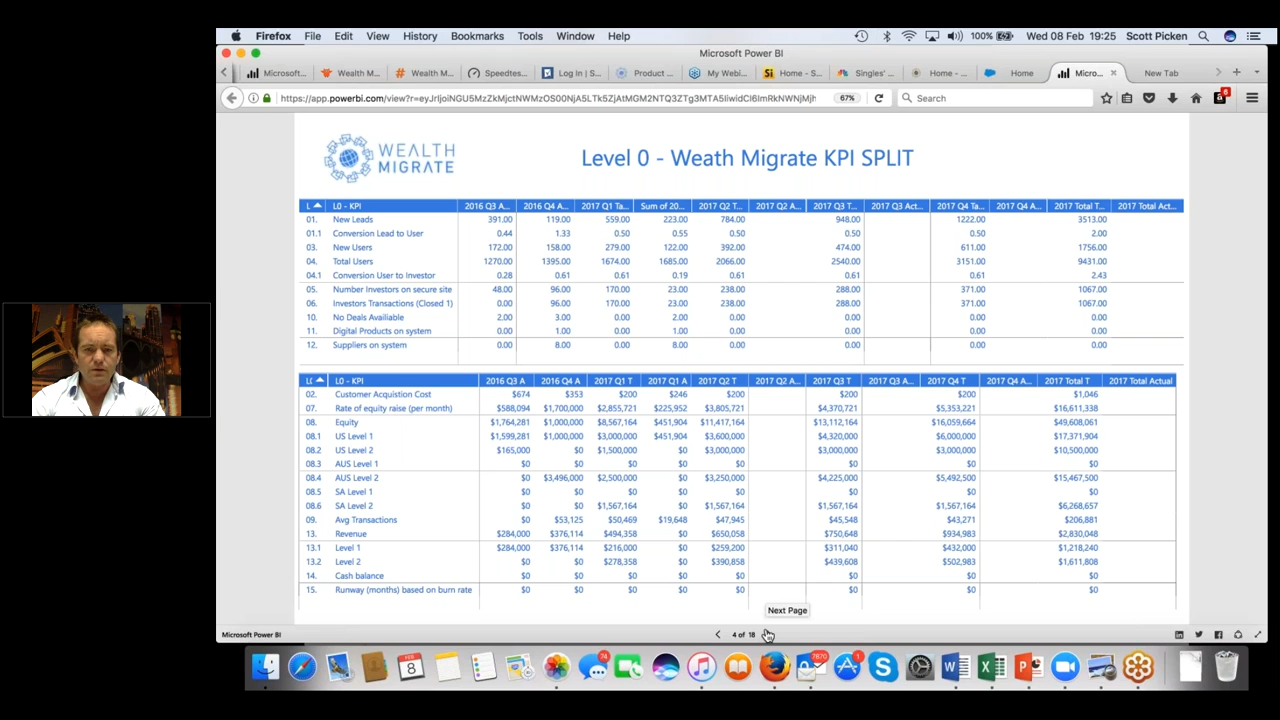 Firefox File Edit View History Bookmarks Tools Window Help 100% Wed 08 Feb 19:25 Scott Picken
Microsoft Power BI
Microsoft... Wealth M... Wealth M... Speedtes... Log In | S... Product ... My Webi... Home - S... Singles' ... Home - ... Home Micro... New Tab
67% Search
WEALTH
MIGRATE
Level 0 - Weath Migrate KPI SPLIT
L0 - KPI 2016 Q3 A... 2016 Q4 A... 2017 Q1 Ta... Sum of 20... 2017 Q2 T... 2017 Q2 A... 2017 Q3 T... 2017 Q3 Act... 2017 Q4 Ta... 2017 Q4 A... 2017 Total T... 2017 Total Act...
01. New Leads 391.00 119.00 559.00 223.00 784.00 948.00 1222.00 3513.00
01.1 Conversion Lead to User 0.44 1.33 0.50 0.55 0.50 0.50 0.50 2.00
03. New Users 172.00 158.00 279.00 122.00 392.00 474.00 611.00 1756.00
04. Total Users 1270.00 1395.00 1674.00 1685.00 2066.00 2540.00 3151.00 9431.00
04.1 Conversion User to Investor 0.28 0.61 0.61 0.19 0.61 0.61 0.61 2.43
05. Number Investors on secure site 48.00 96.00 170.00 23.00 238.00 288.00 371.00 1067.00
06. Investors Transactions (Closed 1) 0.00 96.00 170.00 23.00 238.00 288.00 371.00 1067.00
10. No Deals Availiable 2.00 3.00 0.00 2.00 0.00 0.00 0.00 0.00
11. Digital Products on system 0.00 1.00 0.00 1.00 0.00 0.00 0.00 0.00
12. Suppliers on system 0.00 8.00 0.00 8.00 0.00 0.00 0.00 0.00
L0 - KPI 2016 Q3 A 2016 Q4 A 2017 Q1 T 2017 Q1 A 2017 Q2 T 2017 Q2 A... 2017 Q3 T 2017 Q3 A... 2017 Q4 T 2017 Q4 A... 2017 Total T 2017 Total Actual
02. Customer Acquistion Cost $674 $353 $200 $246 $200 $200 $200 $1,046
07. Rate of equity raise (per month) $588,094 $1,700,000 $2,855,721 $225,952 $3,805,721 $4,370,721 $5,353,221 $16,611,338
08. Equity $1,764,281 $1,000,000 $8,567,164 $451,904 $11,417,164 $13,112,164 $16,059,664 $49,608,061
08.1 US Level 1 $1,599,281 $1,000,000 $3,000,000 $451,904 $3,600,000 $4,320,000 $6,000,000 $17,371,904
08.2 US Level 2 $165,000 $0 $1,500,000 $0 $3,000,000 $3,000,000 $3,000,000 $10,500,000
08.3 AUS Level 1 $0 $0 $0 $0 $0 $0 $0 $0
08.4 AUS Level 2 $0 $3,496,000 $2,500,000 $0 $3,250,000 $4,225,000 $5,492,500 $15,467,500
08.5 SA Level 1 $0 $0 $0 $0 $0 $0 $0 $0
08.6 SA Level 2 $0 $0 $1,567,164 $0 $1,567,164 $1,567,164 $1,567,164 $6,268,657
09. Avg Transactions $0 $53,125 $50,469 $19,648 $47,945 $45,548 $43,271 $206,881
13. Revenue $284,000 $376,114 $494,358 $0 $650,058 $750,648 $934,983 $2,830,048
13.1 Level 1 $284,000 $376,114 $216,000 $0 $259,200 $311,040 $432,000 $1,218,240
13.2 Level 2 $0 $0 $278,358 $0 $390,858 $439,608 $502,983 $1,611,808
14. Cash balance $0 $0 $0 $0 $0 $0 $0 $0
15. Runway (months) based on burn rate $0 $0 $0 $0 $0 $0 $0 $0
Next Page
Microsoft Power BI 4 of 18